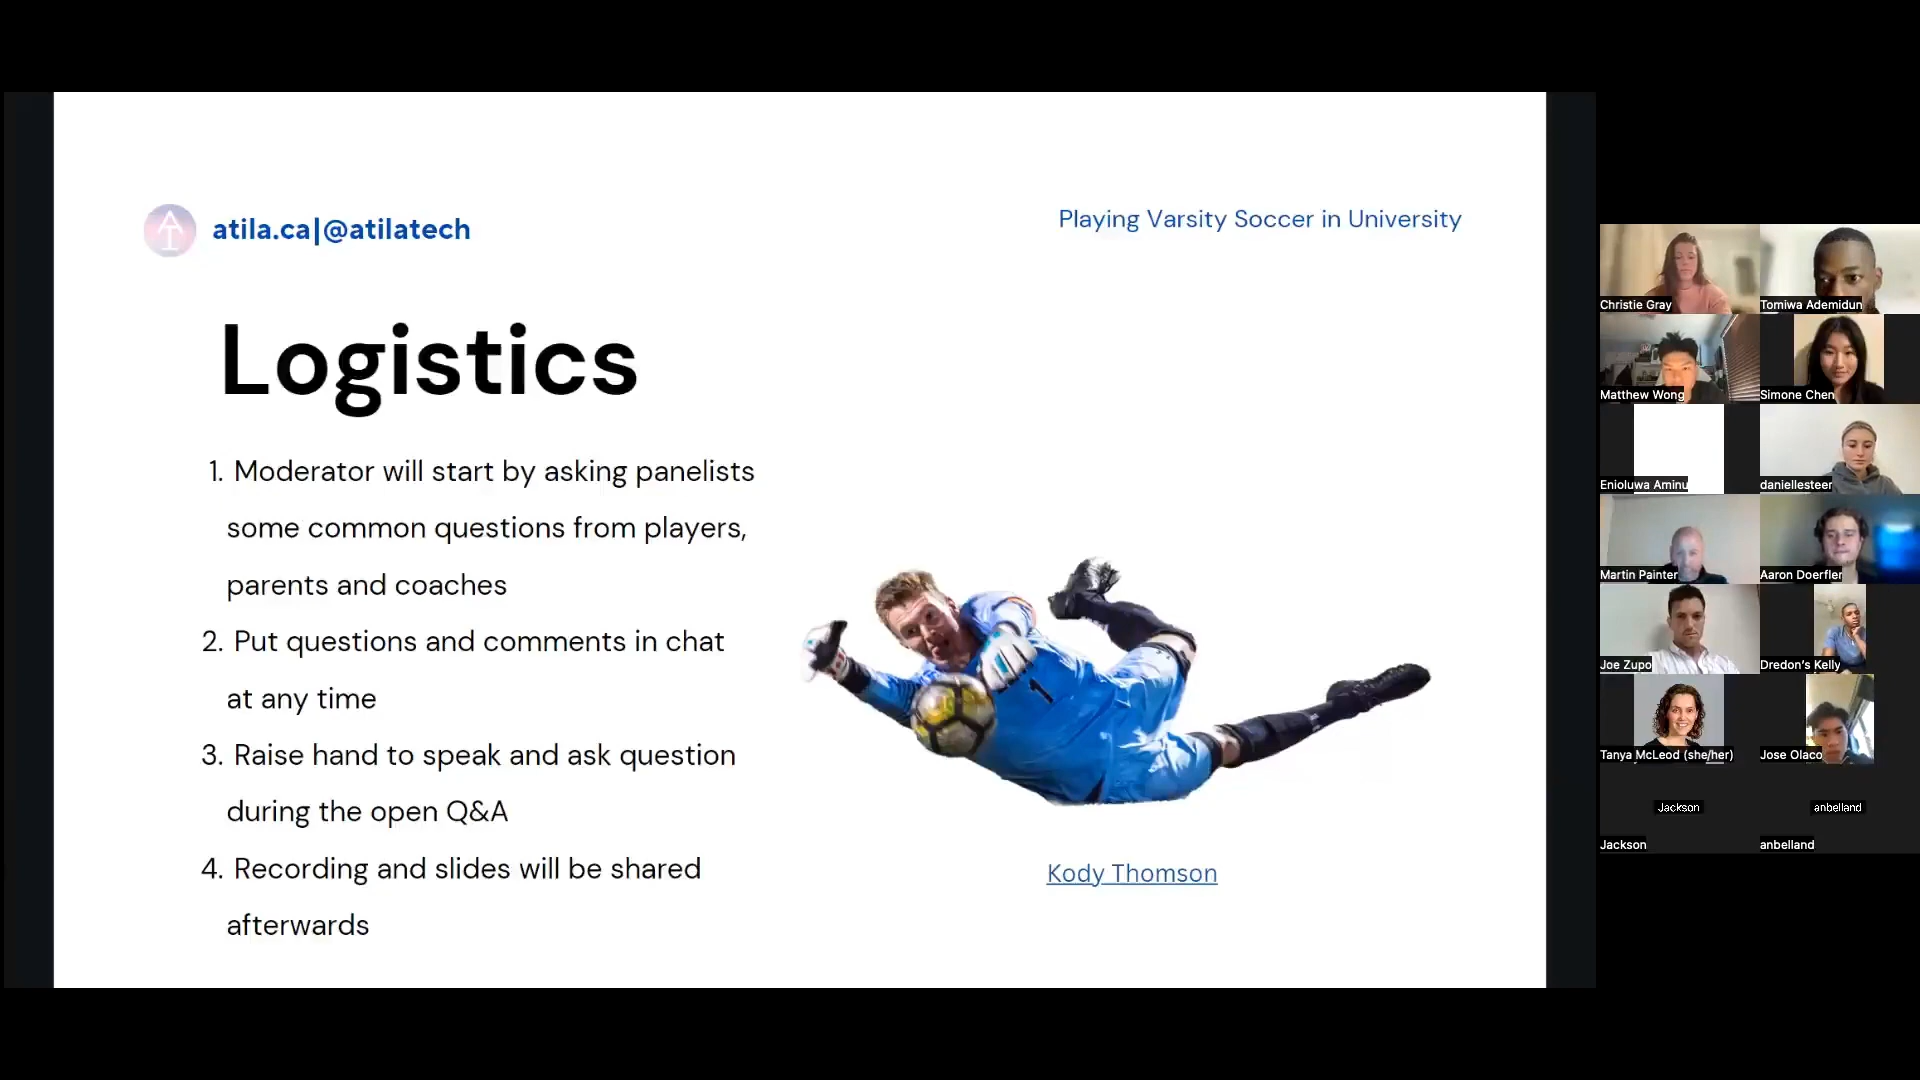 atila.ca|@atilatech
Playing Varsity Soccer in University
Logistics
1. Moderator will start by asking panelists
some common questions from players,
parents and coaches
2. Put questions and comments in chat
at any time
3. Raise hand to speak and ask question
during the open Q&A
4. Recording and slides will be shared
afterwards
1
Kody Thomson
Christie Gray
Tomiwa Ademidun
Matthew Wong
Simone Chen
Enioluwa Aminu
daniellesteer
Martin Painter
Aaron Doerfler
Joe Zupo
Dredon's Kelly
Tanya McLeod (she/her)
Jose Olaco
Jackson
anbelland
Jackson
anbelland